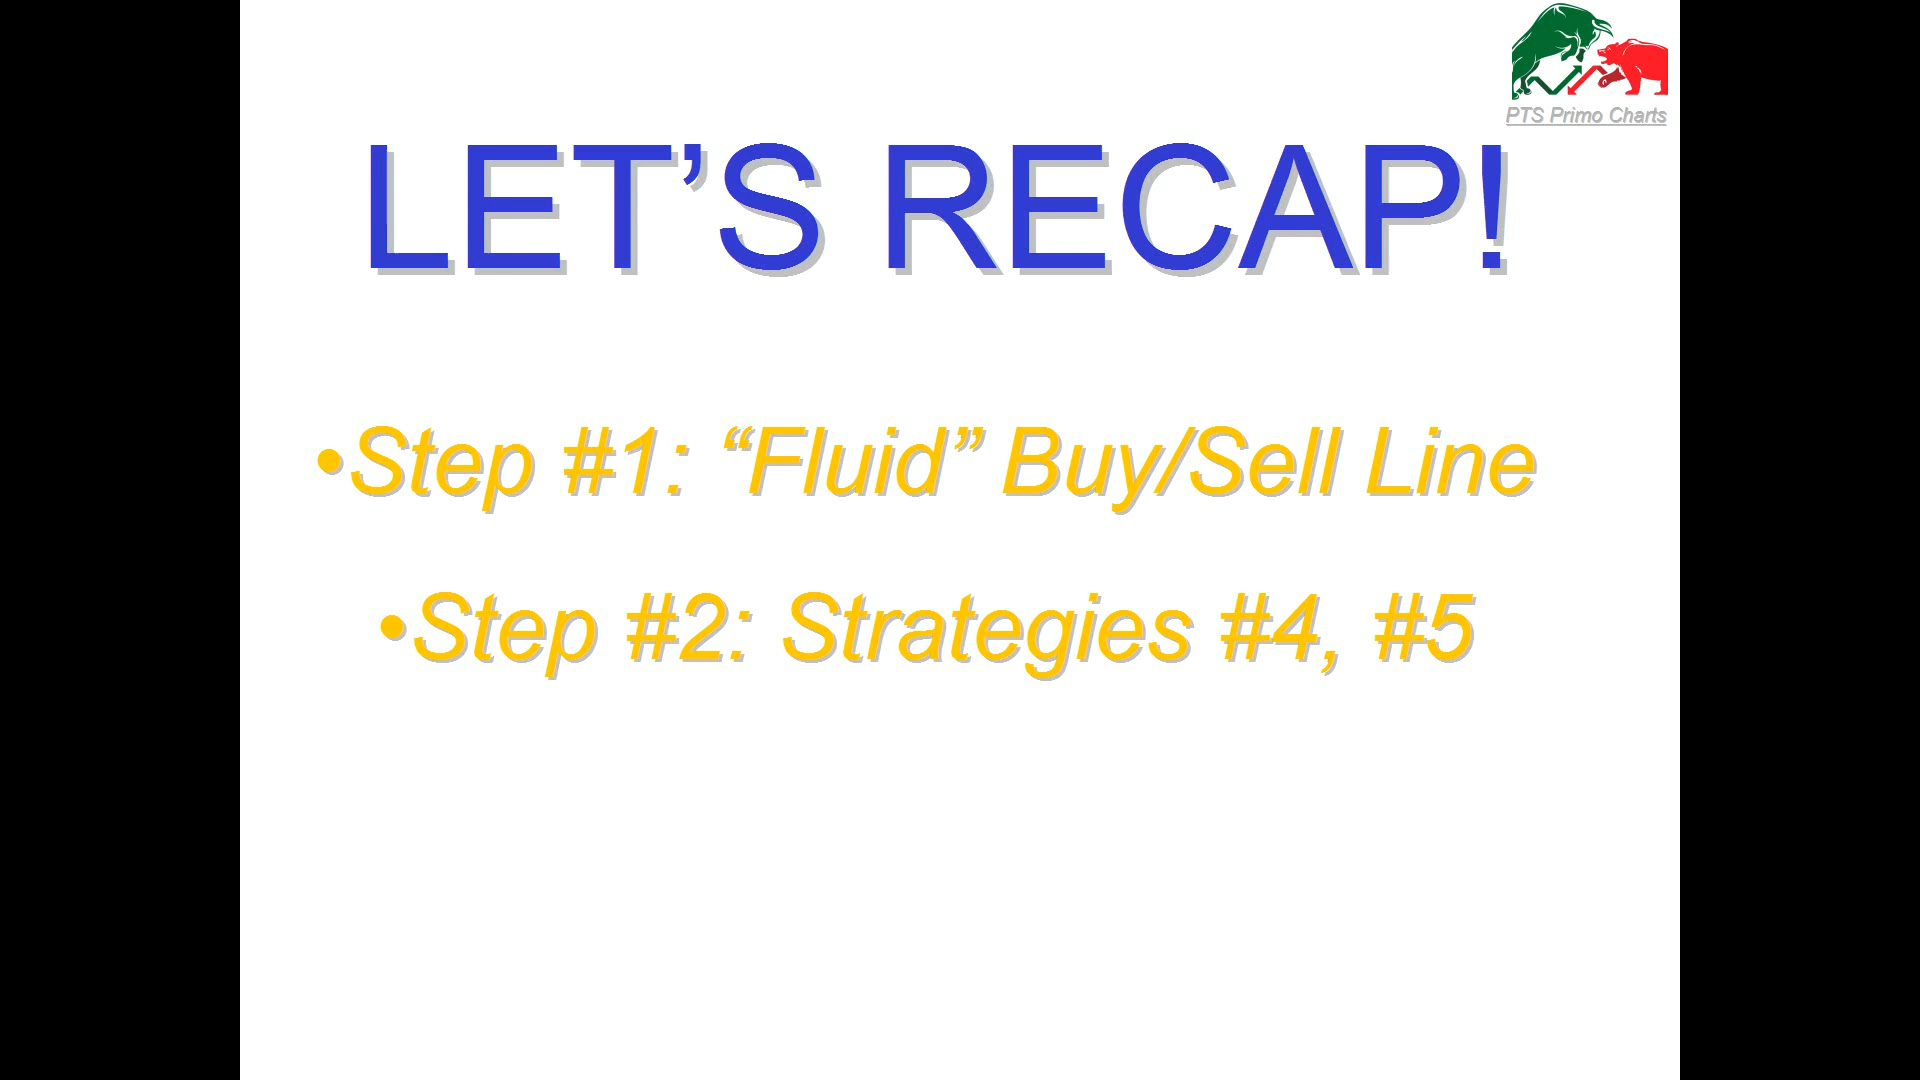 PTS Primo Charts
LET’S RECAP!
•Step #1: “Fluid” Buy/Sell Line
•Step #2: Strategies #4, #5